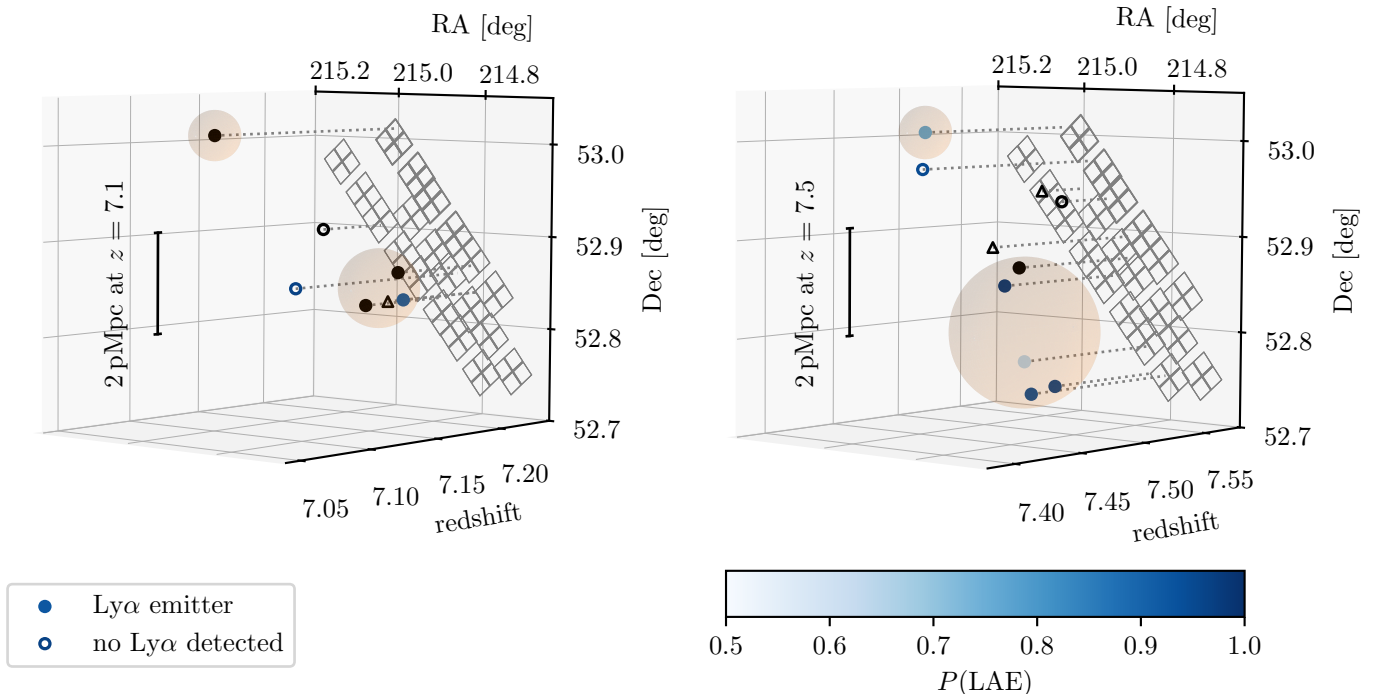 RA [deg]
215.2 215.0 214.8
53.0
52.9
52.8
52.7
Dec [deg]
2 pMpc at z = 7.1
7.05 7.10 7.15 7.20
redshift
RA [deg]
215.2 215.0 214.8
53.0
52.9
52.8
52.7
Dec [deg]
2 pMpc at z = 7.5
7.40 7.45 7.50 7.55
redshift
Lyα emitter
no Lyα detected
0.5 0.6 0.7 0.8 0.9 1.0
P(LAE)